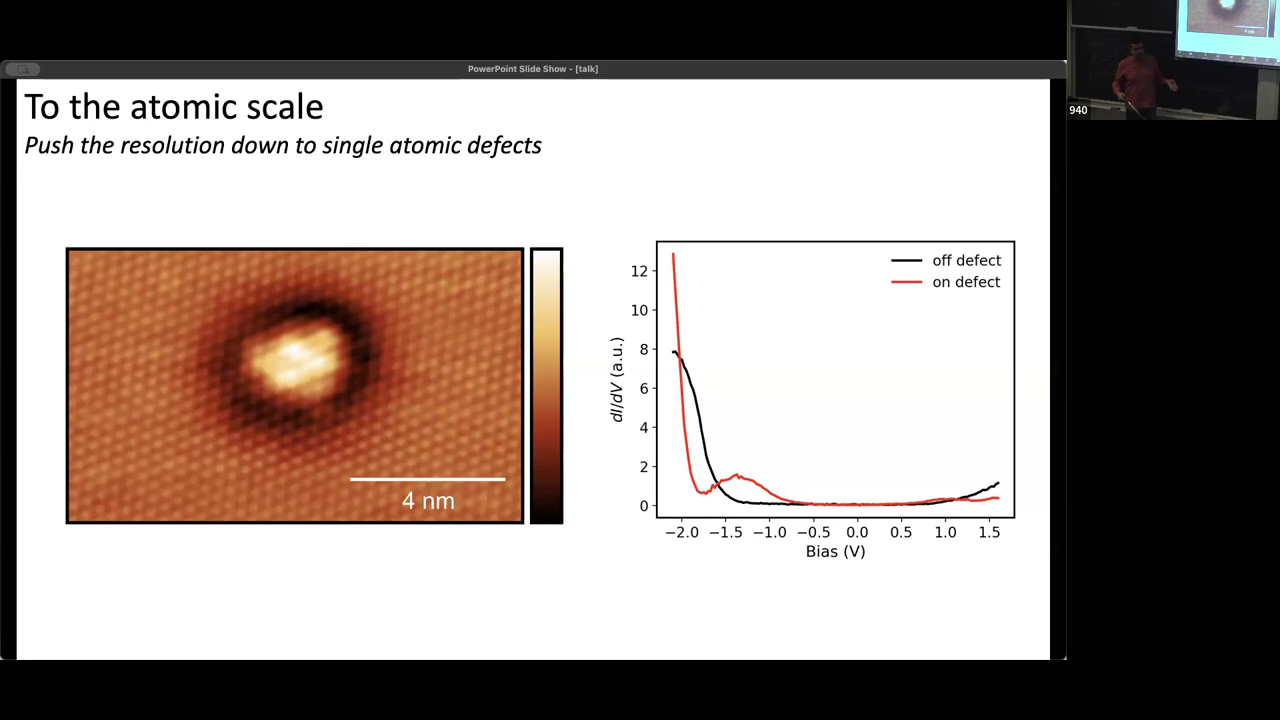 PowerPoint Slide Show - [talk]
To the atomic scale
Push the resolution down to single atomic defects
940
4 nm
off defect
on defect
12
10
8
6
4
2
0
dI/dV (a.u.)
−2.0 −1.5 −1.0 −0.5 0.0 0.5 1.0 1.5
Bias (V)